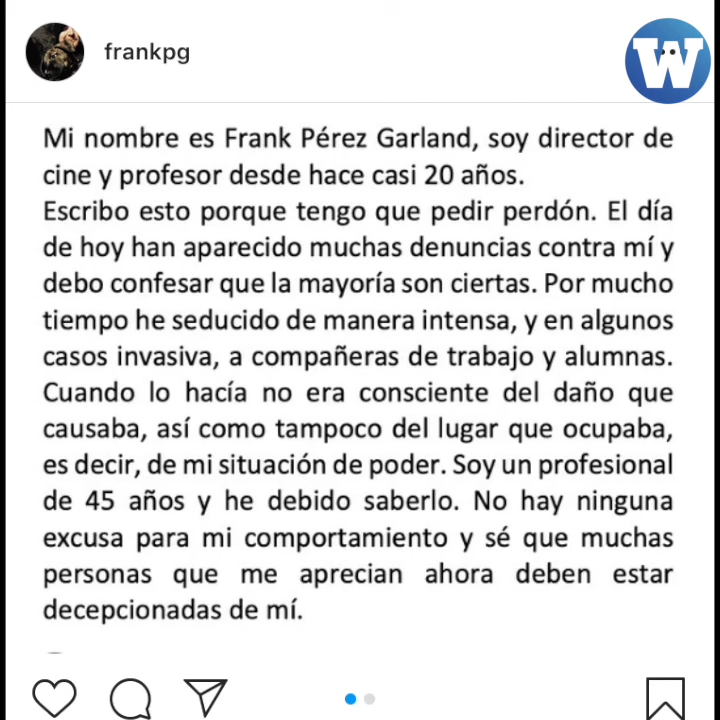 frankpg
W
Mi nombre es Frank Pérez Garland, soy director de
cine y profesor desde hace casi 20 años.
Escribo esto porque tengo que pedir perdón. El día
de hoy han aparecido muchas denuncias contra mí y
debo confesar que la mayoría son ciertas. Por mucho
tiempo he seducido de manera intensa, y en algunos
casos invasiva, a compañeras de trabajo y alumnas.
Cuando lo hacía no era consciente del daño que
causaba, así como tampoco del lugar que ocupaba,
es decir, de mi situación de poder. Soy un profesional
de 45 años y he debido saberlo. No hay ninguna
excusa para mi comportamiento y sé que muchas
personas que me aprecian ahora deben estar
decepcionadas de mí.